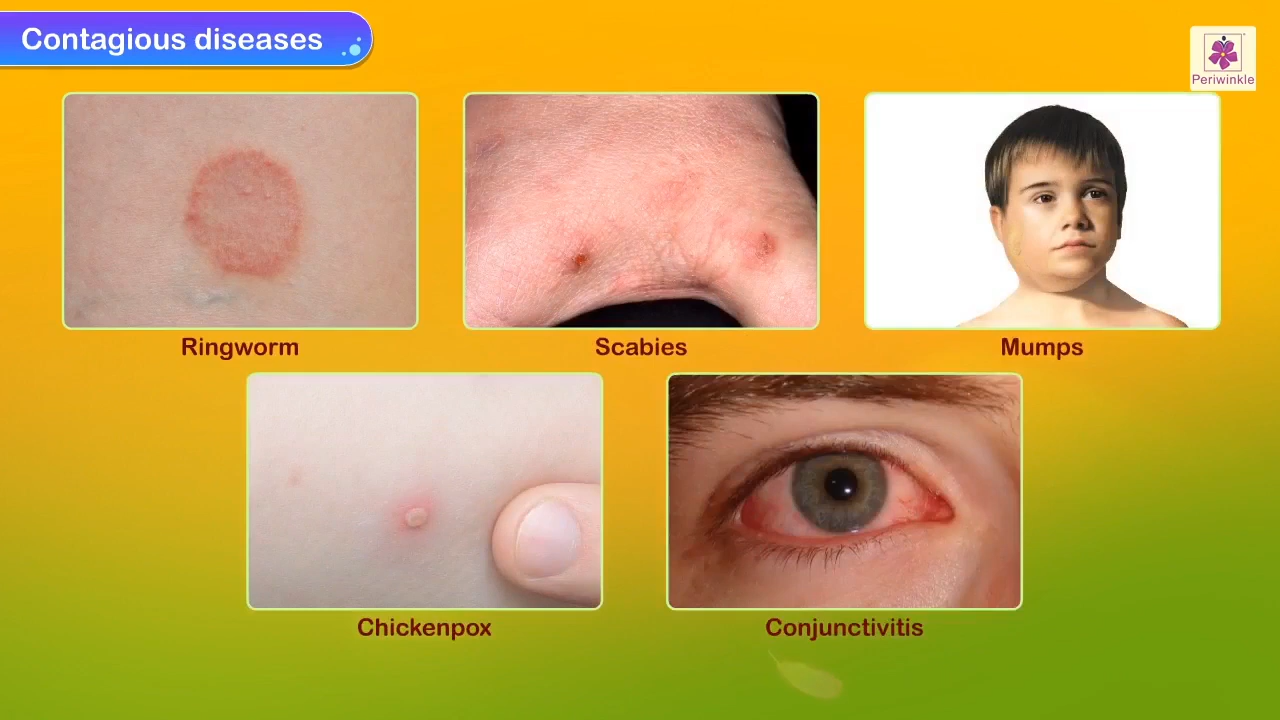 Contagious diseases
Periwinkle
Ringworm
Scabies
Mumps
Chickenpox
Conjunctivitis